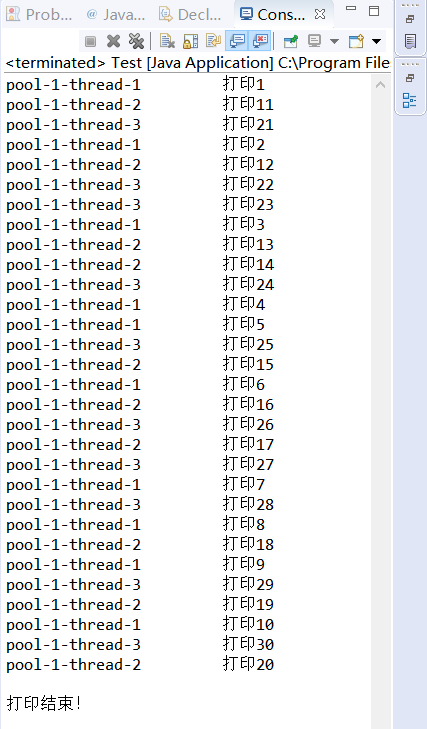 Prob... Java... Decl... Cons...
<terminated> Test [Java Application] C:\Program File
pool-1-thread-1 打印1
pool-1-thread-2 打印11
pool-1-thread-3 打印21
pool-1-thread-1 打印2
pool-1-thread-2 打印12
pool-1-thread-3 打印22
pool-1-thread-3 打印23
pool-1-thread-1 打印3
pool-1-thread-2 打印13
pool-1-thread-2 打印14
pool-1-thread-3 打印24
pool-1-thread-1 打印4
pool-1-thread-1 打印5
pool-1-thread-3 打印25
pool-1-thread-2 打印15
pool-1-thread-1 打印6
pool-1-thread-2 打印16
pool-1-thread-3 打印26
pool-1-thread-2 打印17
pool-1-thread-3 打印27
pool-1-thread-1 打印7
pool-1-thread-3 打印28
pool-1-thread-1 打印8
pool-1-thread-2 打印18
pool-1-thread-1 打印9
pool-1-thread-3 打印29
pool-1-thread-2 打印19
pool-1-thread-1 打印10
pool-1-thread-3 打印30
pool-1-thread-2 打印20
打印结束!